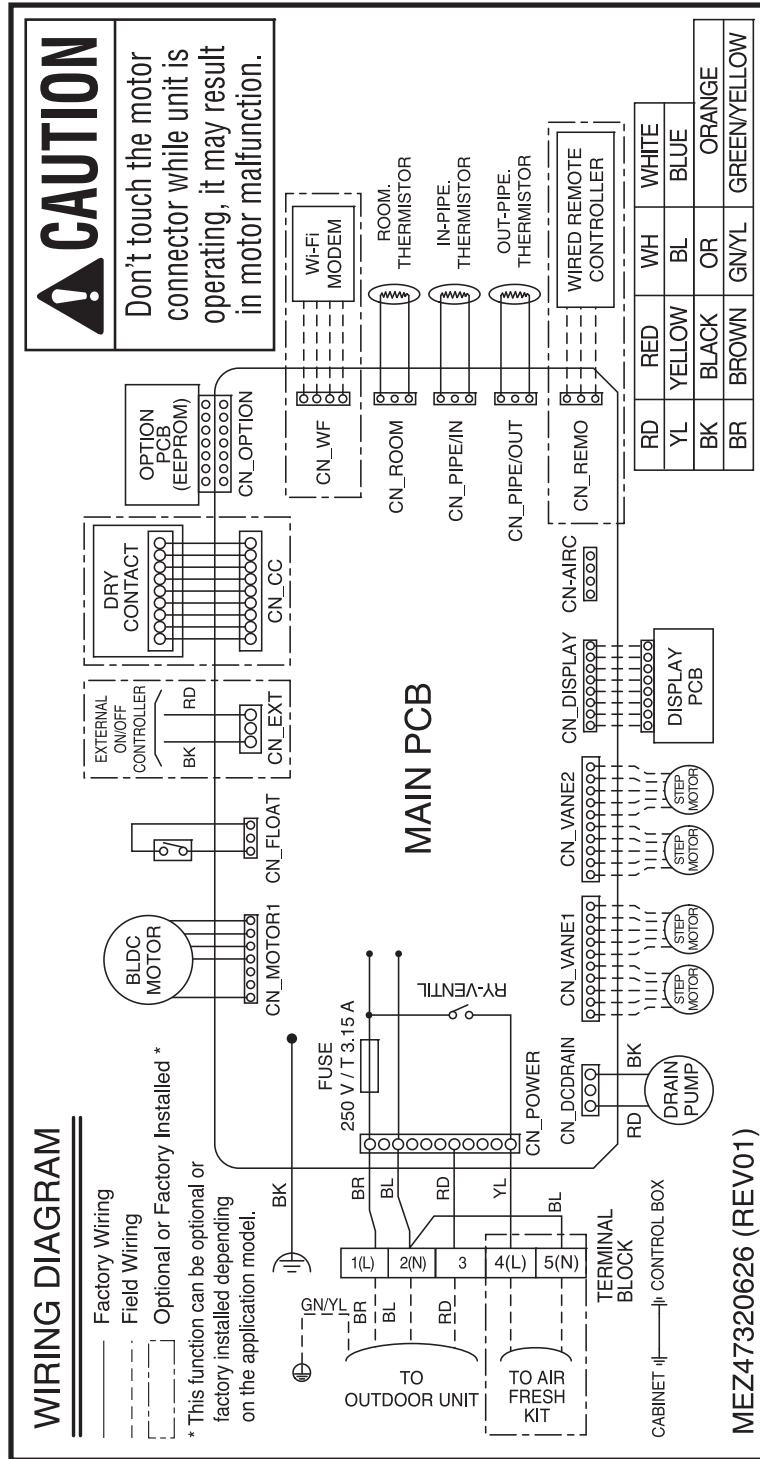 WIRING DIAGRAM
Factory Wiring
Field Wiring
Optional or Factory Installed *
* This function can be optional or
factory installed depending
on the application model.
CAUTION
Don't touch the motor
connector while unit is
operating, it may result
in motor malfunction.
BLDC
MOTOR
CN_MOTOR1
CN_FLOAT
EXTERNAL
ON/OFF
CONTROLLER
BK
RD
CN_EXT
DRY
CONTACT
CN_CC
OPTION
PCB
(EEPROM)
CN_OPTION
Wi-Fi
MODEM
CN_WF
ROOM.
THERMISTOR
CN_ROOM
IN-PIPE.
THERMISTOR
CN_PIPE/IN
OUT-PIPE.
THERMISTOR
CN_PIPE/OUT
WIRED REMOTE
CONTROLLER
CN_REMO
MAIN PCB
BK
FUSE
250 V / T 3.15 A
RY-VENTIL
CN_POWER
BR
BL
RD
YL
BL
1(L)
2(N)
3
4(L)
5(N)
TERMINAL
BLOCK
GN/YL
BR
BL
RD
TO
OUTDOOR UNIT
TO AIR
FRESH
KIT
CN_DCDRAIN
RD
BK
DRAIN
PUMP
CN_VANE1
STEP
MOTOR
STEP
MOTOR
CN_VANE2
STEP
MOTOR
STEP
MOTOR
CN_DISPLAY
DISPLAY
PCB
CN-AIRC
CABINET
CONTROL BOX
MEZ47320626 (REV01)
RD RED WH WHITE
YL YELLOW BL BLUE
BK BLACK OR ORANGE
BR BROWN GN/YL GREEN/YELLOW